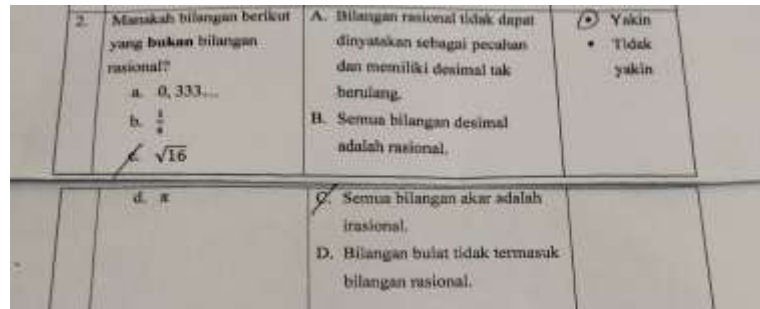 2. Manakah bilangan berikut
yang bukan bilangan
rasional?
a. 0, 333...
b.
c. √16
d. π
A. Bilangan rasional tidak dapat
dinyatakan sebagai pecahan
dan memiliki desimal tak
berulang.
B. Semua bilangan desimal
adalah rasional.
C. Semua bilangan akar adalah
irasional.
D. Bilangan bulat tidak termasuk
bilangan rasional.
• Yakin
• Tidak
yakin